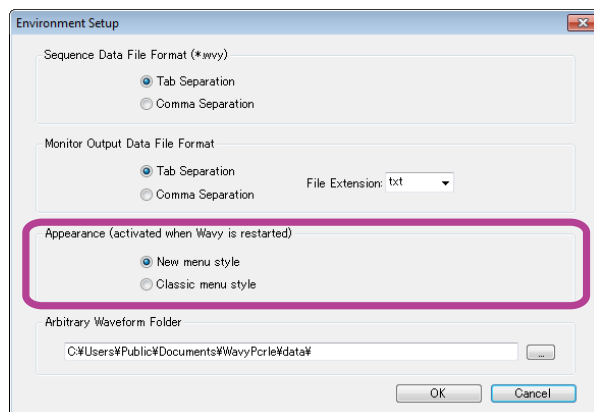 Environment Setup
Sequence Data File Format (*.wvy)
Tab Separation
Comma Separation
Monitor Output Data File Format
Tab Separation
File Extension: txt
Comma Separation
Appearance (activated when Wavy is restarted)
New menu style
Classic menu style
Arbitrary Waveform Folder
C:¥Users¥Public¥Documents¥WavyPcrle¥data¥
...
OK Cancel